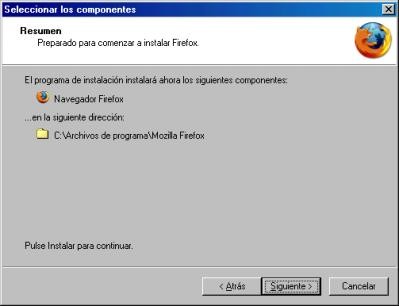 Seleccionar los componentes
Resumen
Preparado para comenzar a instalar Firefox.
El programa de instalación instalará ahora los siguientes componentes:
Navegador Firefox
...en la siguiente dirección:
C:\Archivos de programa\Mozilla Firefox
Pulse Instalar para continuar.
< Atrás
Siguiente >
Cancelar